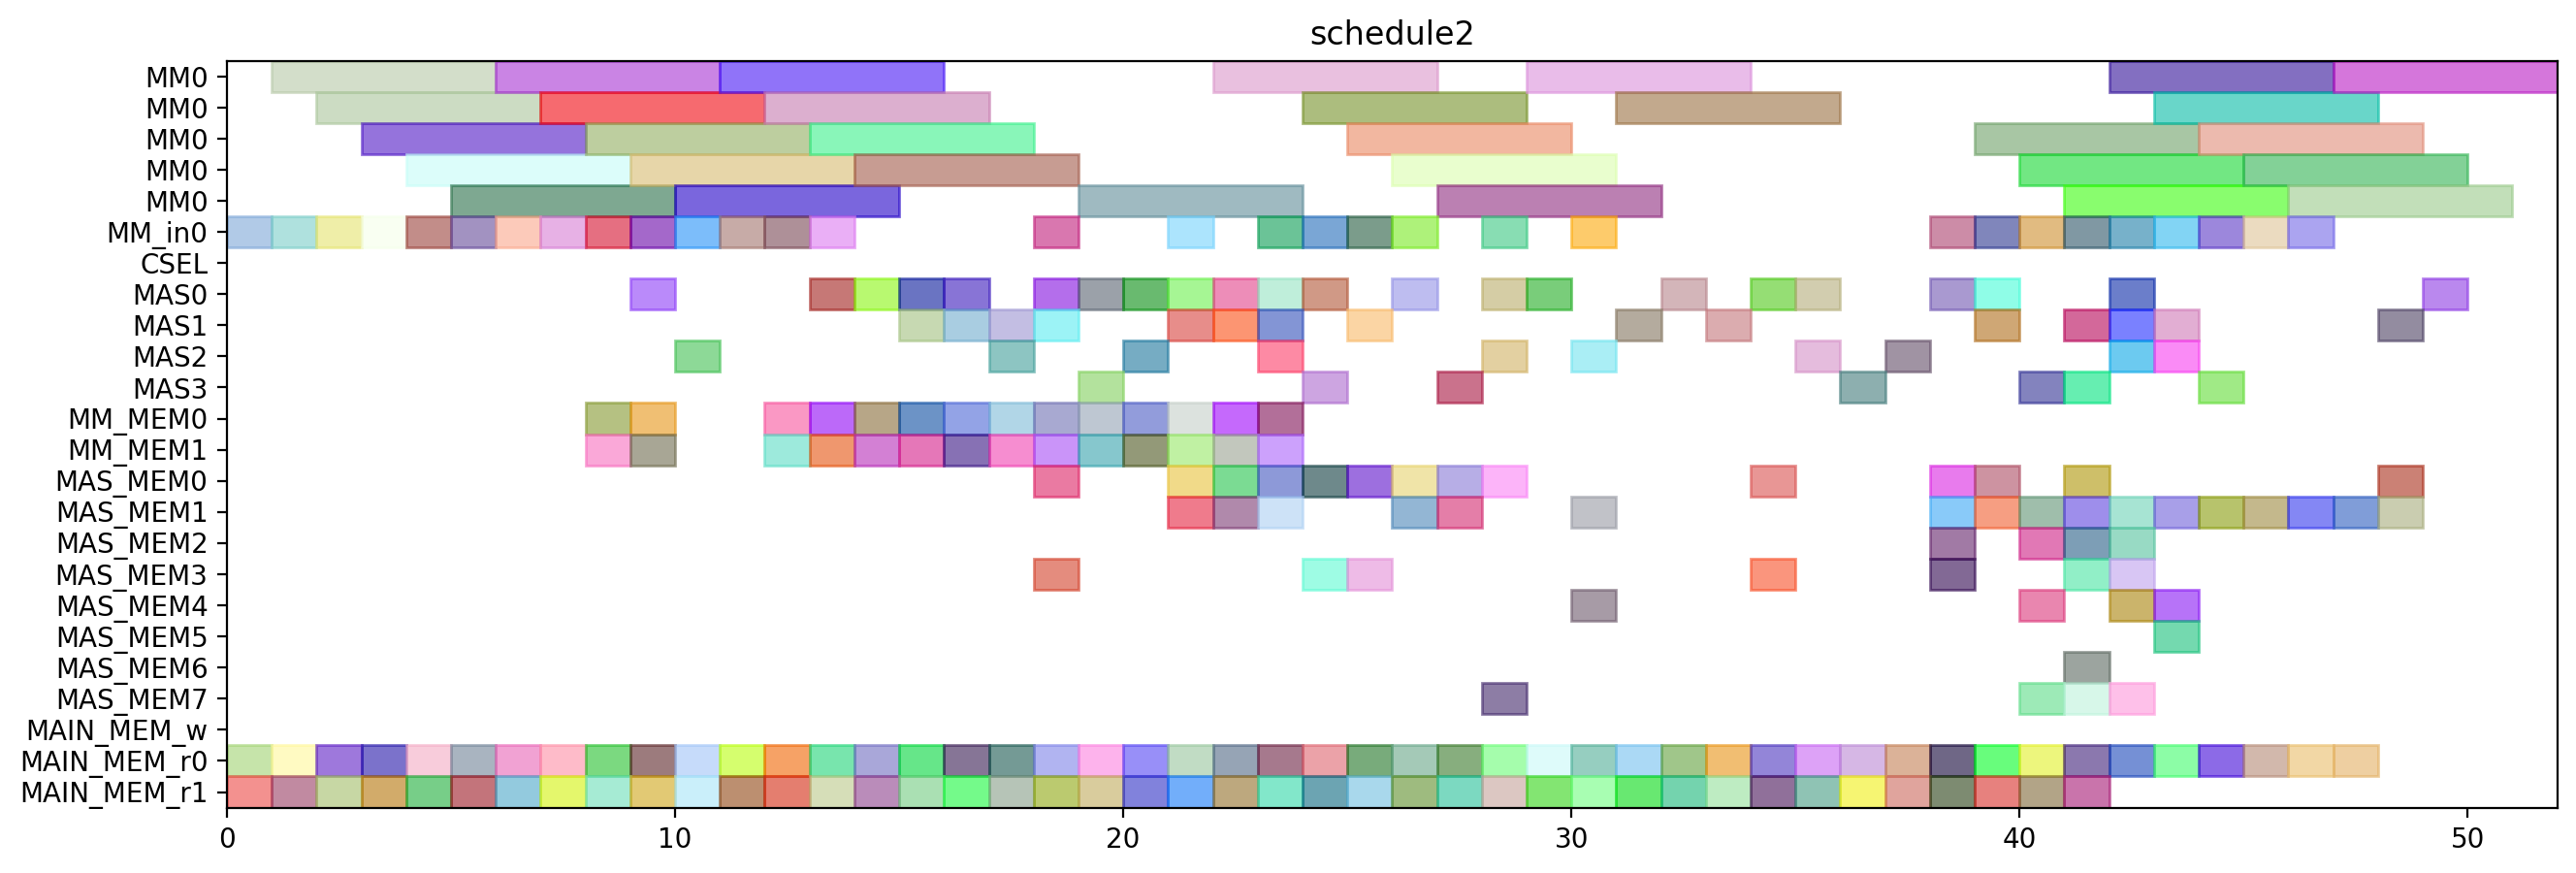 schedule2
MM0
MM0
MM0
MM0
MM0
MM_in0
CSEL
MAS0
MAS1
MAS2
MAS3
MM_MEM0
MM_MEM1
MAS_MEM0
MAS_MEM1
MAS_MEM2
MAS_MEM3
MAS_MEM4
MAS_MEM5
MAS_MEM6
MAS_MEM7
MAIN_MEM_w
MAIN_MEM_r0
MAIN_MEM_r1
0 10 20 30 40 50